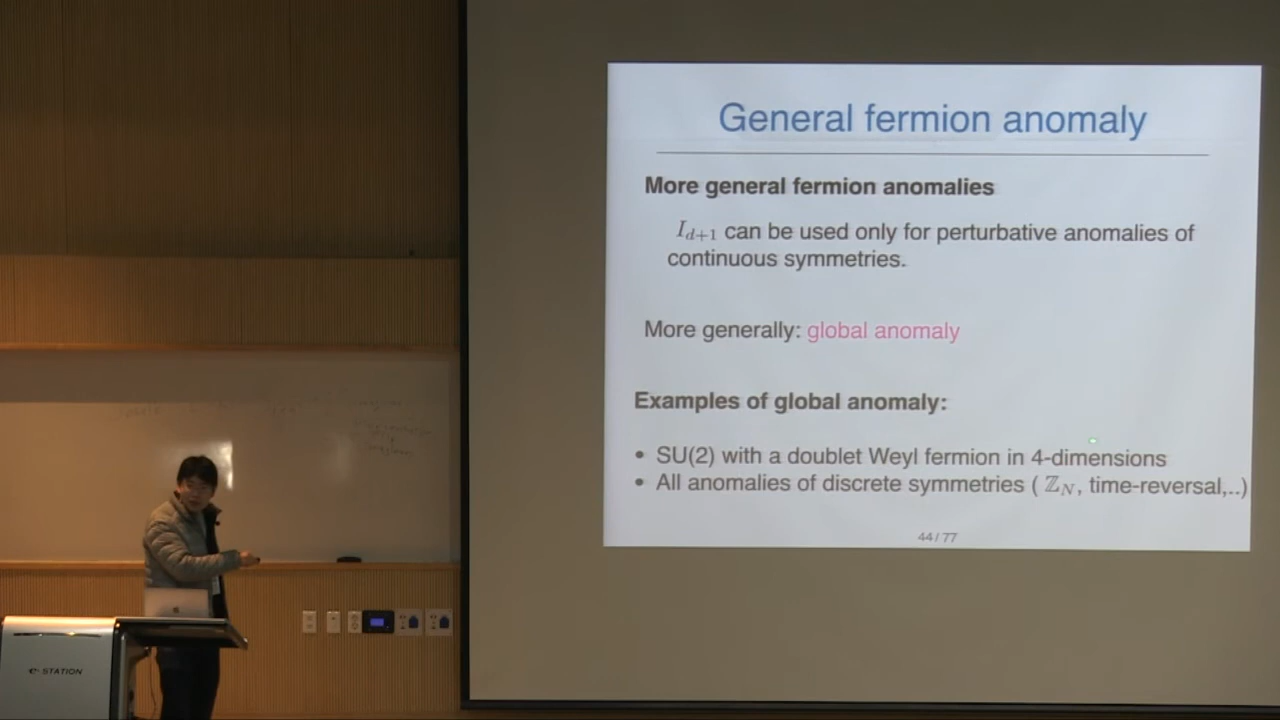 General fermion anomaly
More general fermion anomalies
I_{d+1} can be used only for perturbative anomalies of
continuous symmetries.
More generally: global anomaly
Examples of global anomaly:
• SU(2) with a doublet Weyl fermion in 4-dimensions
• All anomalies of discrete symmetries ( ℤ_N, time-reversal,..)
44 / 77
STATION